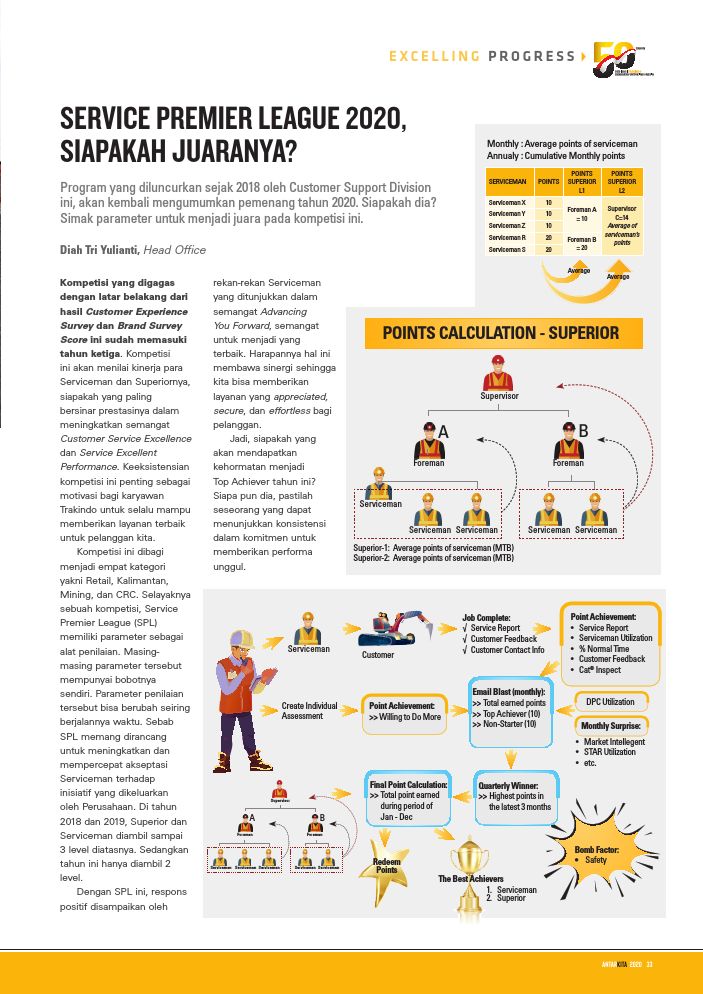 EXCELLING PROGRESS
50
SERVICE PREMIER LEAGUE 2020,
SIAPAKAH JUARANYA?
Program yang diluncurkan sejak 2018 oleh Customer Support Division
ini, akan kembali mengumumkan pemenang tahun 2020. Siapakah dia?
Simak parameter untuk menjadi juara pada kompetisi ini.
Diah Tri Yulianti, Head Office
Kompetisi yang digagas
dengan latar belakang dari
hasil Customer Experience
Survey dan Brand Survey
Score ini sudah memasuki
tahun ketiga. Kompetisi
ini akan menilai kinerja para
Serviceman dan Superiornya,
siapakah yang paling
bersinar prestasinya dalam
meningkatkan semangat
Customer Service Excellence
dan Service Excellent
Performance. Keeksistensian
kompetisi ini penting sebagai
motivasi bagi karyawan
Trakindo untuk selalu mampu
memberikan layanan terbaik
untuk pelanggan kita.
Kompetisi ini dibagi
menjadi empat kategori
yakni Retail, Kalimantan,
Mining, dan CRC. Selayaknya
sebuah kompetisi, Service
Premier League (SPL)
memiliki parameter sebagai
alat penilaian. Masing-
masing parameter tersebut
mempunyai bobotnya
sendiri. Parameter penilaian
tersebut bisa berubah seiring
berjalannya waktu. Sebab
SPL memang dirancang
untuk meningkatkan dan
mempercepat akseptasi
Serviceman terhadap
inisiatif yang dikeluarkan
oleh Perusahaan. Di tahun
2018 dan 2019, Superior dan
Serviceman diambil sampai
3 level diatasnya. Sedangkan
tahun ini hanya diambil 2
level.
Dengan SPL ini, respons
positif disampaikan oleh
rekan-rekan Serviceman
yang ditunjukkan dalam
semangat Advancing
You Forward, semangat
untuk menjadi yang
terbaik. Harapannya hal ini
membawa sinergi sehingga
kita bisa memberikan
layanan yang appreciated,
secure, dan effortless bagi
pelanggan.
Jadi, siapakah yang
akan mendapatkan
kehormatan menjadi
Top Achiever tahun ini?
Siapa pun dia, pastilah
seseorang yang dapat
menunjukkan konsistensi
dalam komitmen untuk
memberikan performa
unggul.
Monthly : Average points of serviceman
Annualy : Cumulative Monthly points
SERVICEMAN POINTS POINTS SUPERIOR L1 POINTS SUPERIOR L2
Serviceman X 10
Serviceman Y 10
Serviceman Z 10
Serviceman R 20
Serviceman S 20
Foreman A
= 10
Foreman B
= 20
Supervisor
C=14
Average of
serviceman's
points
Average
Average
POINTS CALCULATION - SUPERIOR
Supervisor
A
B
Foreman
Foreman
Serviceman
Serviceman Serviceman
Serviceman Serviceman
Superior-1: Average points of serviceman (MTB)
Superior-2: Average points of serviceman (MTB)
Serviceman
Customer
Job Complete:
√ Service Report
√ Customer Feedback
√ Customer Contact Info
Point Achievement:
• Service Report
• Serviceman Utilization
• % Normal Time
• Customer Feedback
• Cat® Inspect
Create Individual
Assessment
Point Achievement:
>> Willing to Do More
Email Blast (monthly):
>> Total earned points
>> Top Achiever (10)
>> Non-Starter (10)
DPC Utilization
Monthly Surprise:
• Market Intellegent
• STAR Utilization
• etc.
Final Point Calculation:
>> Total point earned
during period of
Jan - Dec
Quarterly Winner:
>> Highest points in
the latest 3 months
Supervisor
A
B
Foreman
Foreman
Serviceman Serviceman Serviceman
Serviceman Serviceman
Redeem
Points
The Best Achievers
1. Serviceman
2. Superior
Bomb Factor:
• Safety
ANTARKITA 2020 33